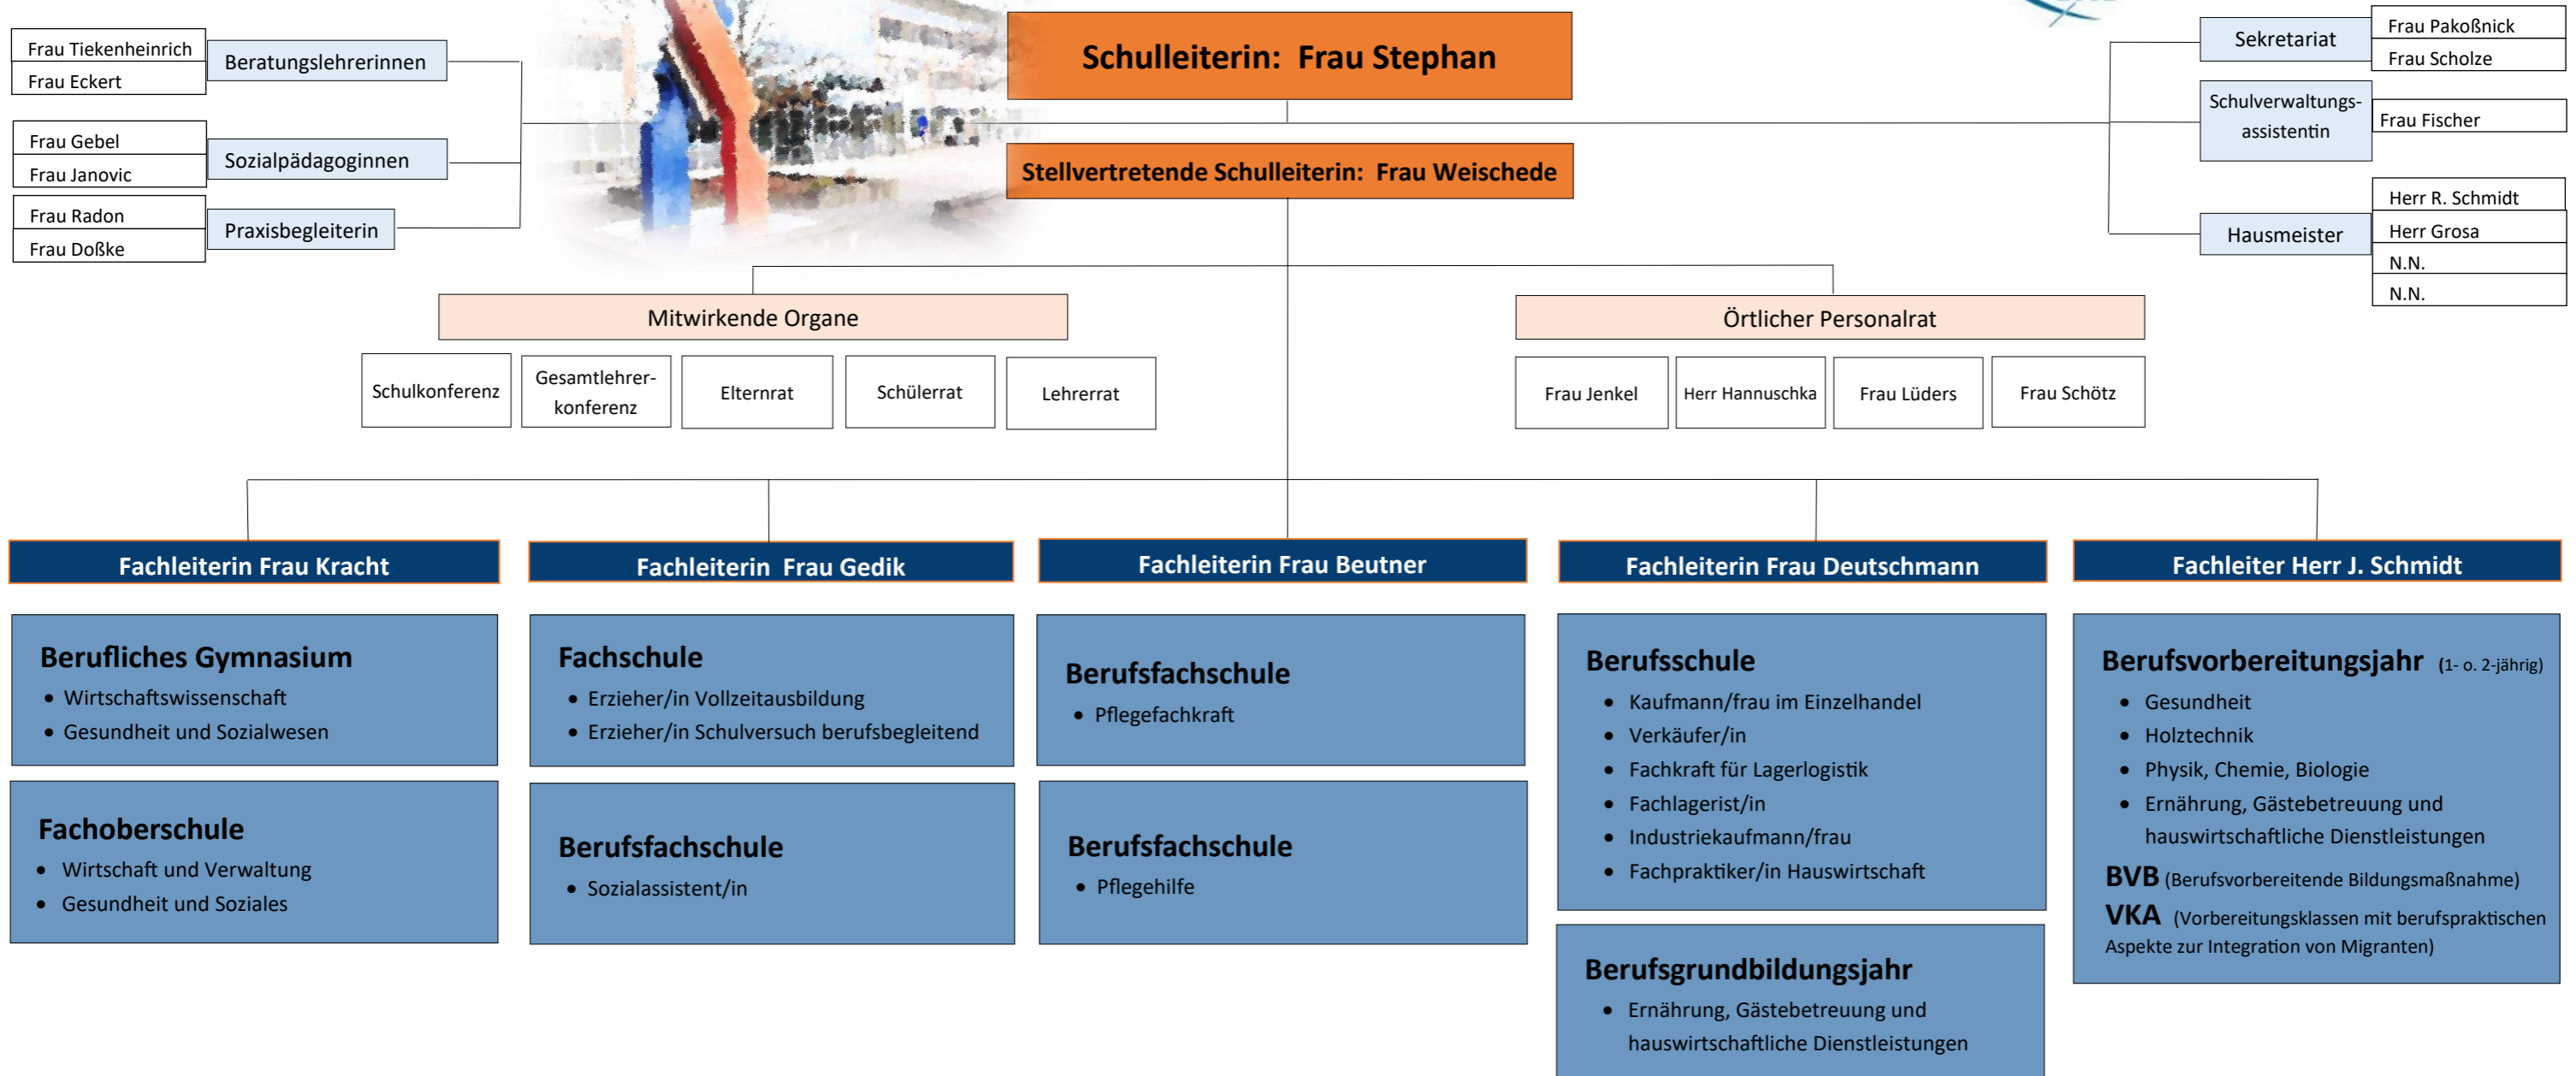 Schulleiterin:  Frau Stephan
Stellvertretende Schulleiterin:  Frau Weischede
Frau Tiekenheinrich
Frau Eckert
Beratungslehrerinnen
Frau Gebel
Frau Janovic
Sozialpädagoginnen
Frau Radon
Frau Doßke
Praxisbegleiterin
Sekretariat
Frau Pakoßnick
Frau Scholze
Schulverwaltungs-
assistentin
Frau Fischer
Hausmeister
Herr R. Schmidt
Herr Grosa
N.N.
N.N.
Mitwirkende Organe
Schulkonferenz
Gesamtlehrer-
konferenz
Elternrat
Schülerrat
Lehrerrat
Örtlicher Personalrat
Frau Jenkel
Herr Hannuschka
Frau Lüders
Frau Schötz
Fachleiterin Frau Kracht
Berufliches Gymnasium
• Wirtschaftswissenschaft
• Gesundheit und Sozialwesen
Fachoberschule
• Wirtschaft und Verwaltung
• Gesundheit und Soziales
Fachleiterin  Frau Gedik
Fachschule
• Erzieher/in Vollzeitausbildung
• Erzieher/in Schulversuch berufsbegleitend
Berufsfachschule
• Sozialassistent/in
Fachleiterin Frau Beutner
Berufsfachschule
• Pflegefachkraft
Berufsfachschule
• Pflegehilfe
Fachleiterin Frau Deutschmann
Berufsschule
• Kaufmann/frau im Einzelhandel
• Verkäufer/in
• Fachkraft für Lagerlogistik
• Fachlagerist/in
• Industriekaufmann/frau
• Fachpraktiker/in Hauswirtschaft
Berufsgrundbildungsjahr
• Ernährung, Gästebetreuung und
hauswirtschaftliche Dienstleistungen
Fachleiter Herr J. Schmidt
Berufsvorbereitungsjahr (1- o. 2-jährig)
• Gesundheit
• Holztechnik
• Physik, Chemie, Biologie
• Ernährung, Gästebetreuung und
hauswirtschaftliche Dienstleistungen
BVB (Berufsvorbereitende Bildungsmaßnahme)
VKA (Vorbereitungsklassen mit berufspraktischen
Aspekte zur Integration von Migranten)